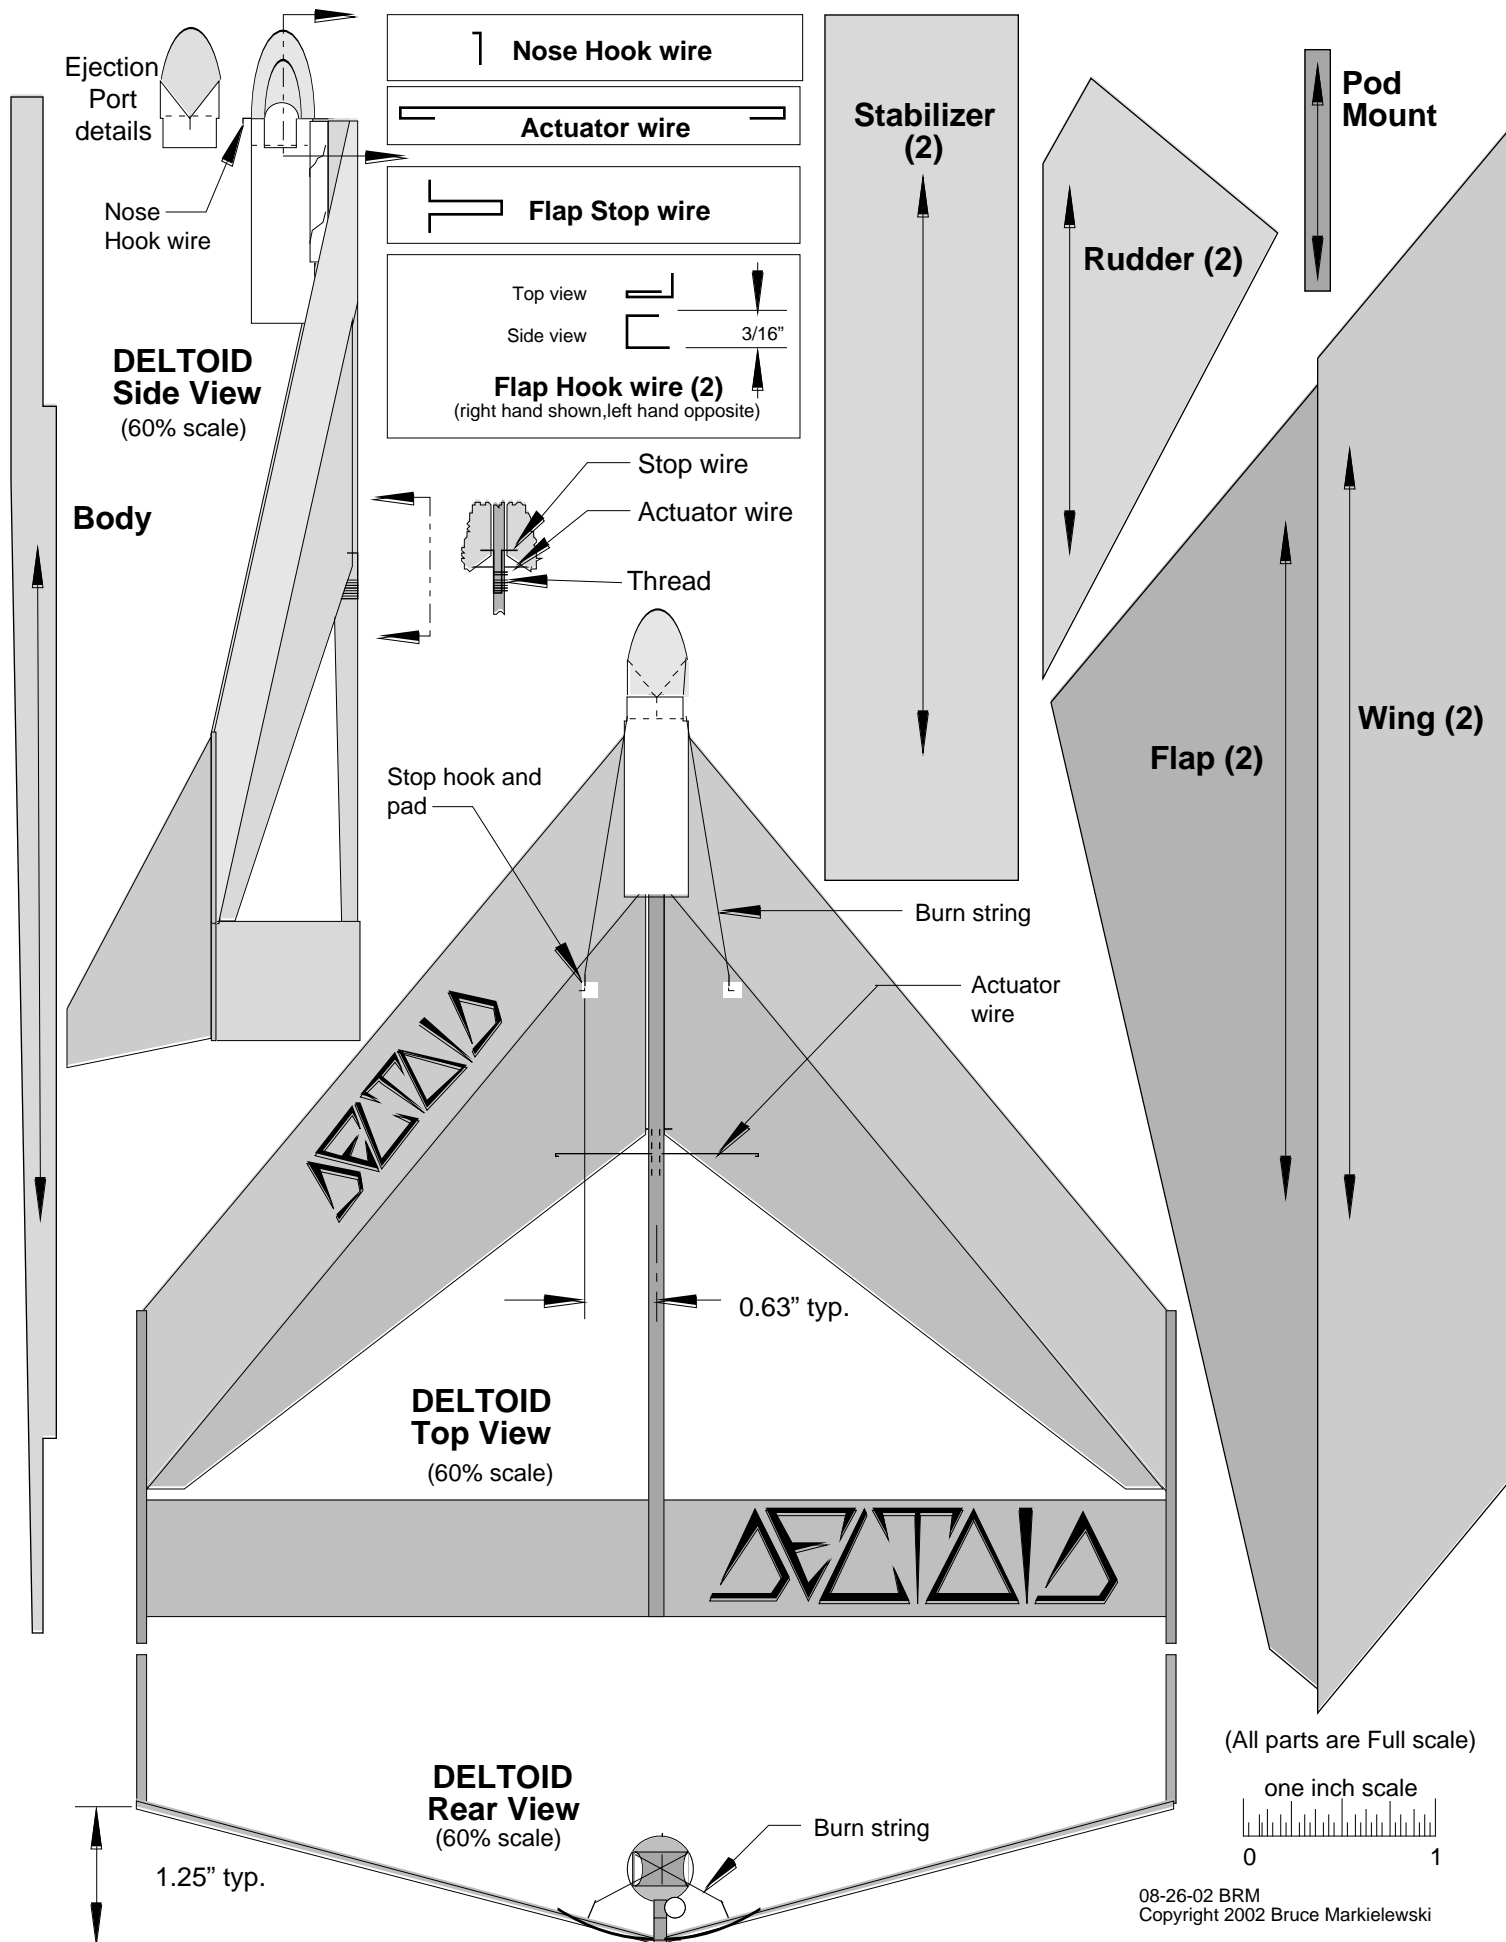 Ejection
Port
details
Nose
Hook wire
Nose Hook wire
Actuator wire
Flap Stop wire
Top view
Side view
3/16”
Flap Hook wire (2)
(right hand shown,left hand opposite)
Stabilizer
(2)
Pod
Mount
Rudder (2)
DELTOID
Side View
(60% scale)
Body
Stop wire
Actuator wire
Thread
Flap (2)
Wing (2)
Stop hook and
pad
Burn string
Actuator
wire
DELTOID
0.63” typ.
DELTOID
Top View
(60% scale)
DELTOID
(All parts are Full scale)
one inch scale
0 1
DELTOID
Rear View
(60% scale)
Burn string
1.25” typ.
08-26-02 BRM
Copyright 2002 Bruce Markielewski